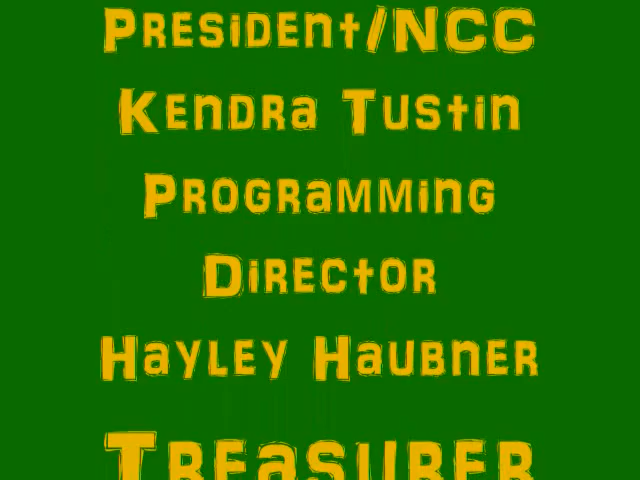 President/NCC
Kendra Tustin
Programming
Director
Hayley Haubner
Treasurer